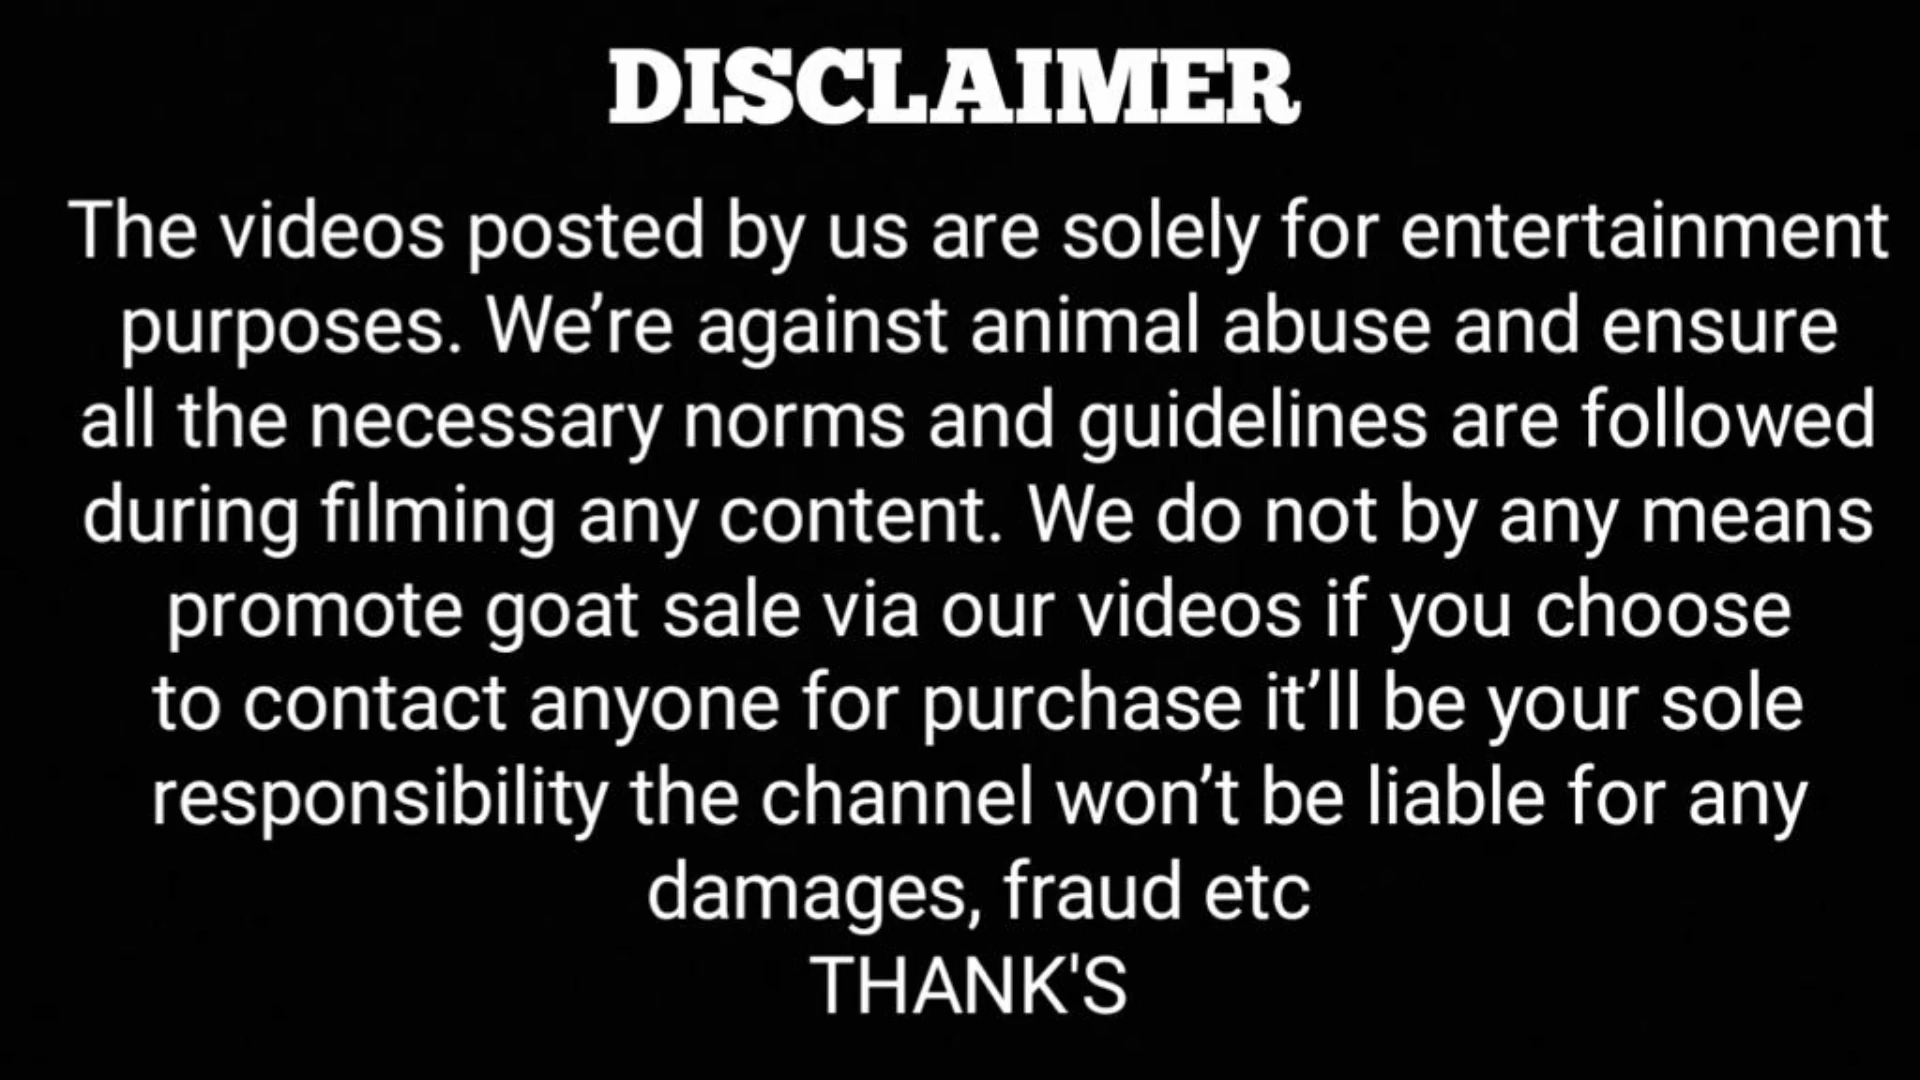 DISCLAIMER
The videos posted by us are solely for entertainment
purposes. We’re against animal abuse and ensure
all the necessary norms and guidelines are followed
during filming any content. We do not by any means
promote goat sale via our videos if you choose
to contact anyone for purchase it’ll be your sole
responsibility the channel won’t be liable for any
damages, fraud etc
THANK'S